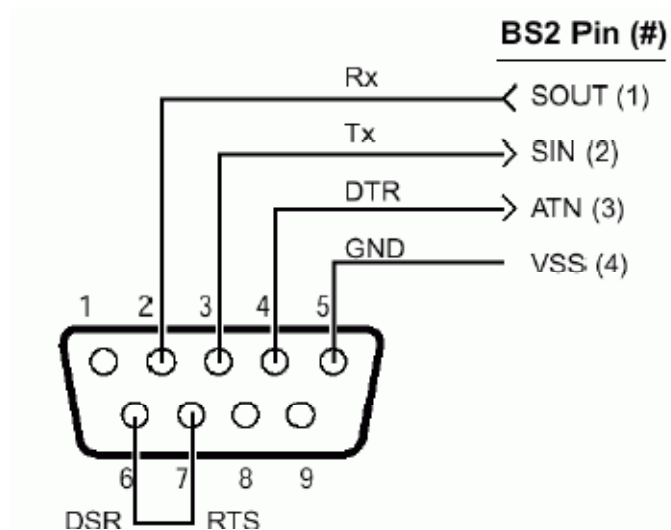 BS2 Pin (#)
Rx
SOUT (1)
Tx
SIN (2)
DTR
ATN (3)
GND
VSS (4)
1 2 3 4 5
6 7 8 9
DSR RTS